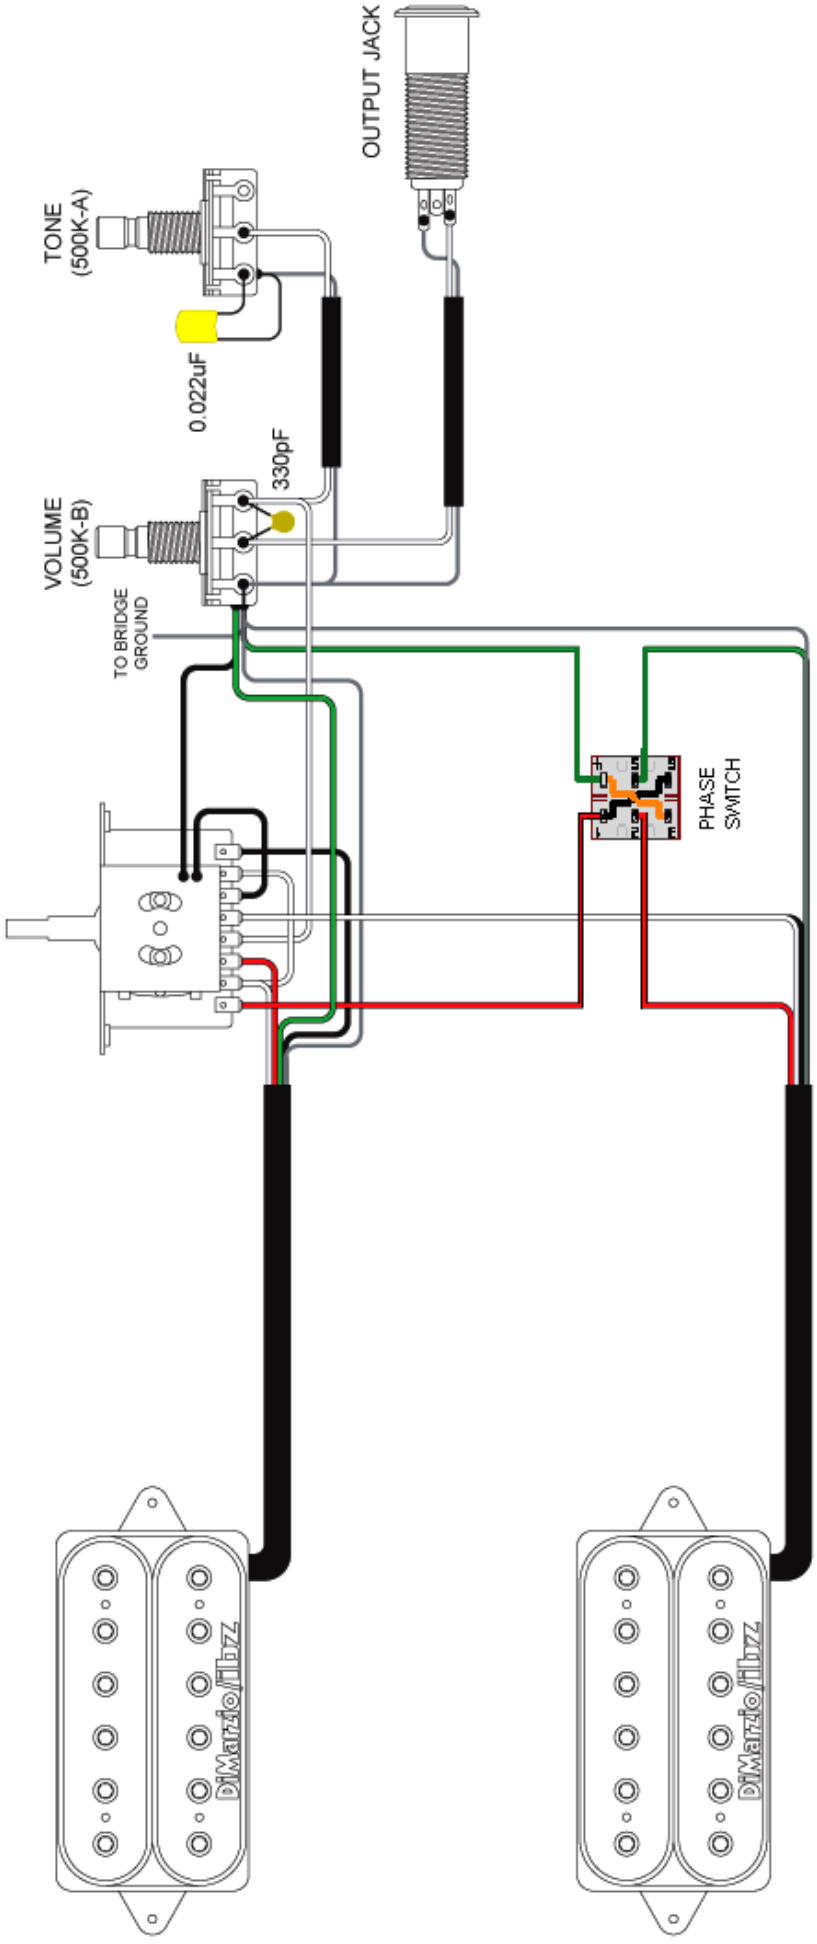 OUTPUT JACK
TONE
(500K-A)
0.022uF
VOLUME
(500K-B)
330pF
TO BRIDGE
GROUND
PHASE
SWITCH
DiMarzio/ibz
DiMarzio/ibz